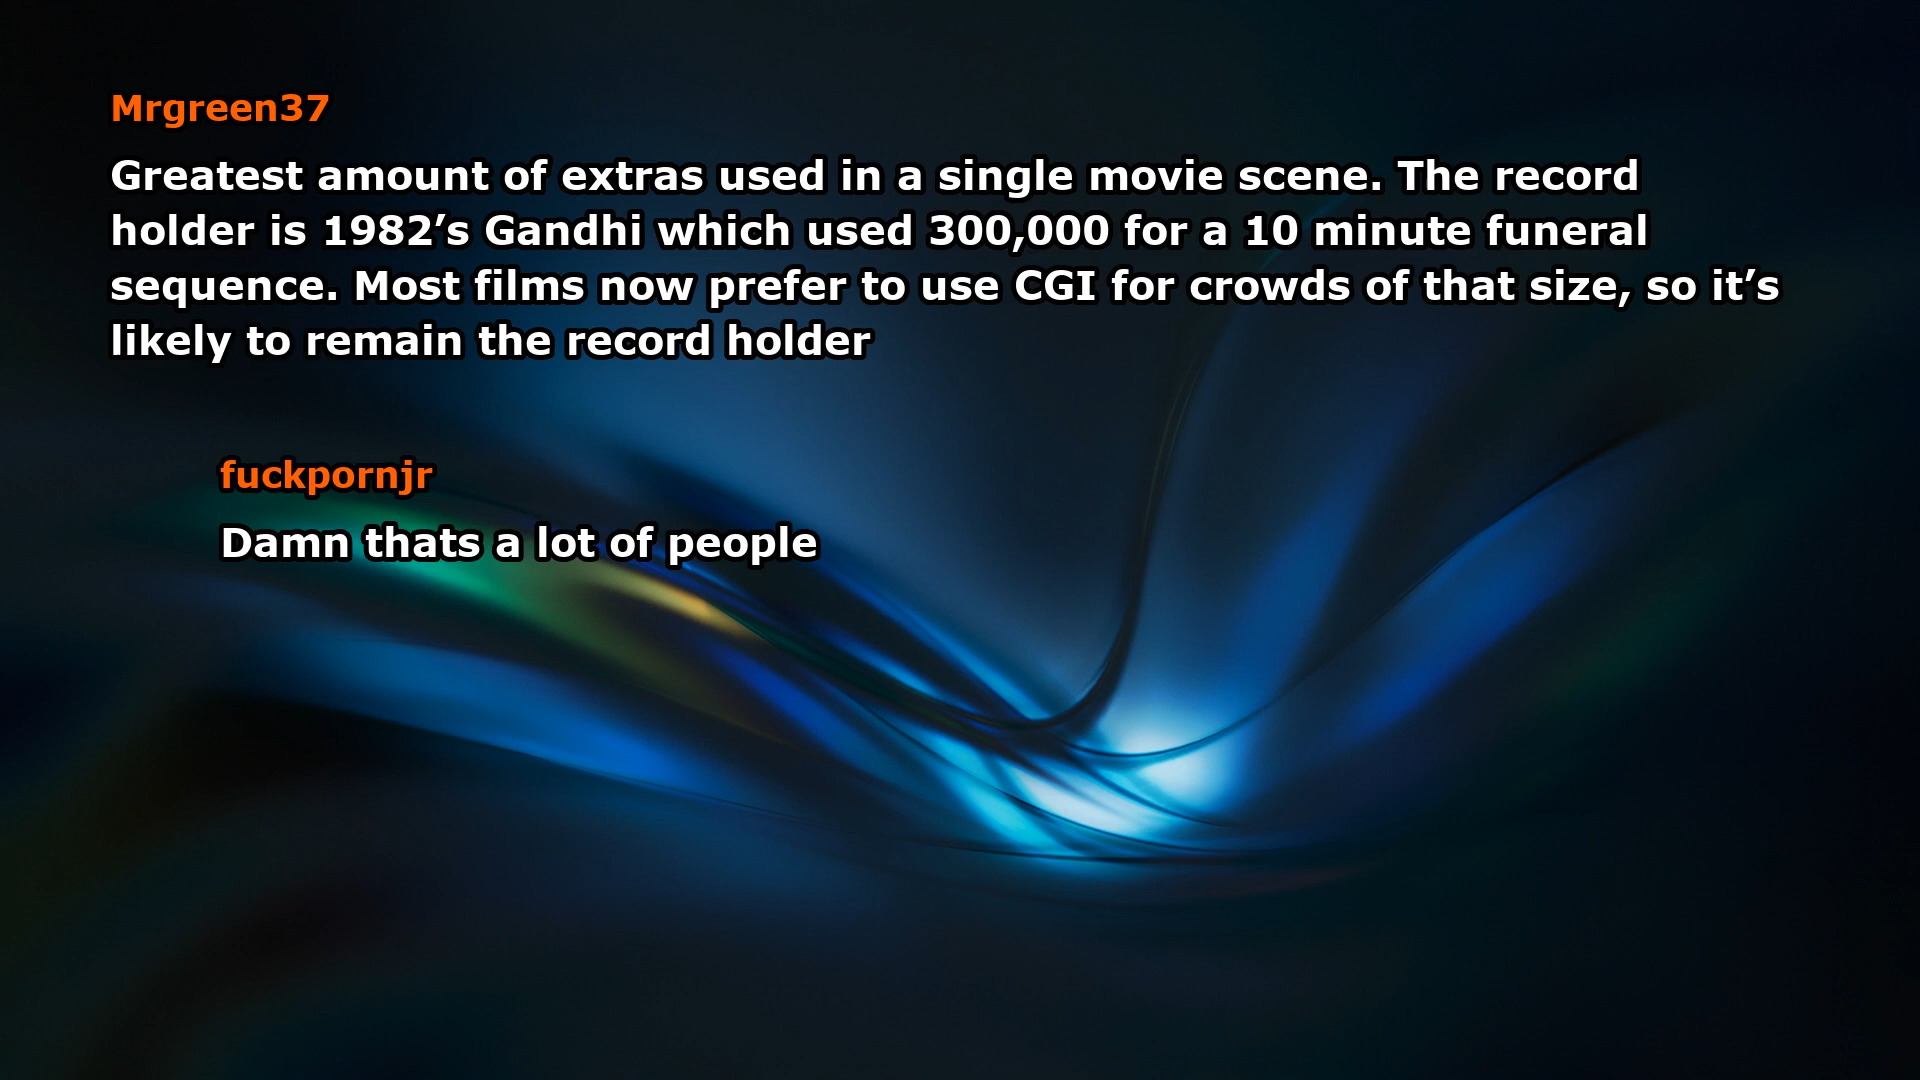 Mrgreen37
Greatest amount of extras used in a single movie scene. The record
holder is 1982’s Gandhi which used 300,000 for a 10 minute funeral
sequence. Most films now prefer to use CGI for crowds of that size, so it’s
likely to remain the record holder
fuckpornjr
Damn thats a lot of people